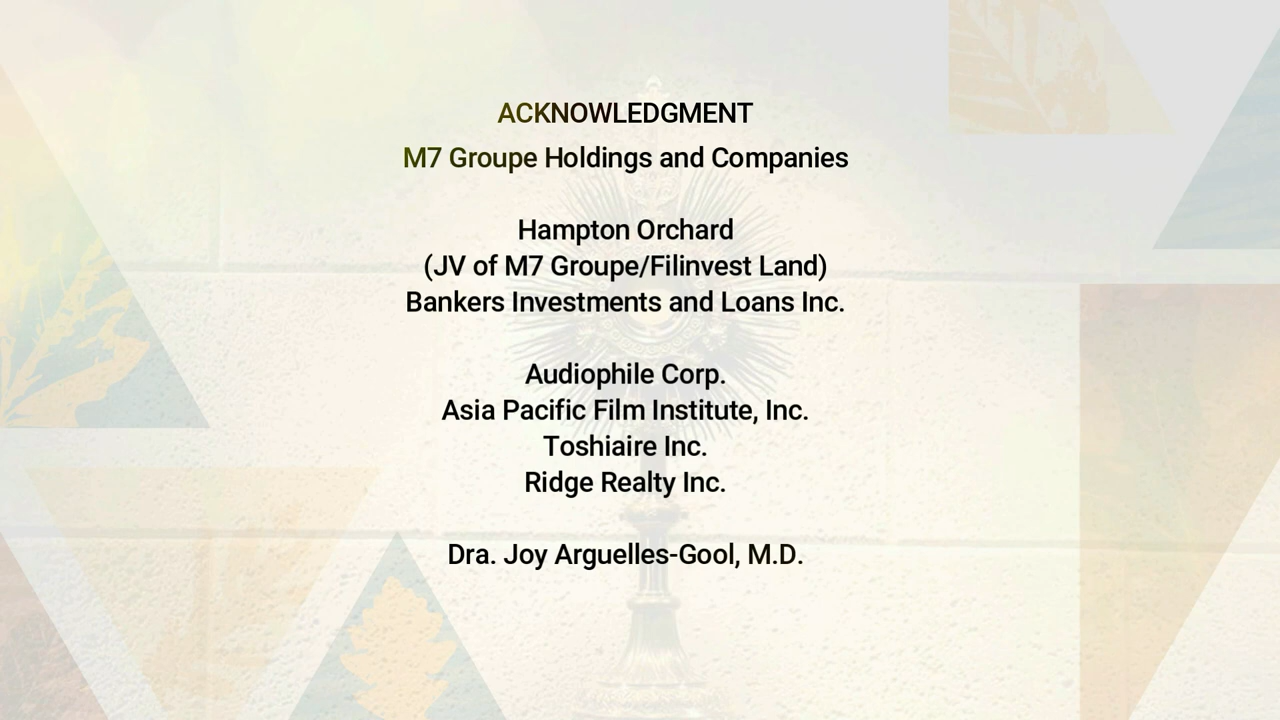 ACKNOWLEDGMENT
M7 Groupe Holdings and Companies
Hampton Orchard
(JV of M7 Groupe/Filinvest Land)
Bankers Investments and Loans Inc.
Audiophile Corp.
Asia Pacific Film Institute, Inc.
Toshiaire Inc.
Ridge Realty Inc.
Dra. Joy Arguelles-Gool, M.D.